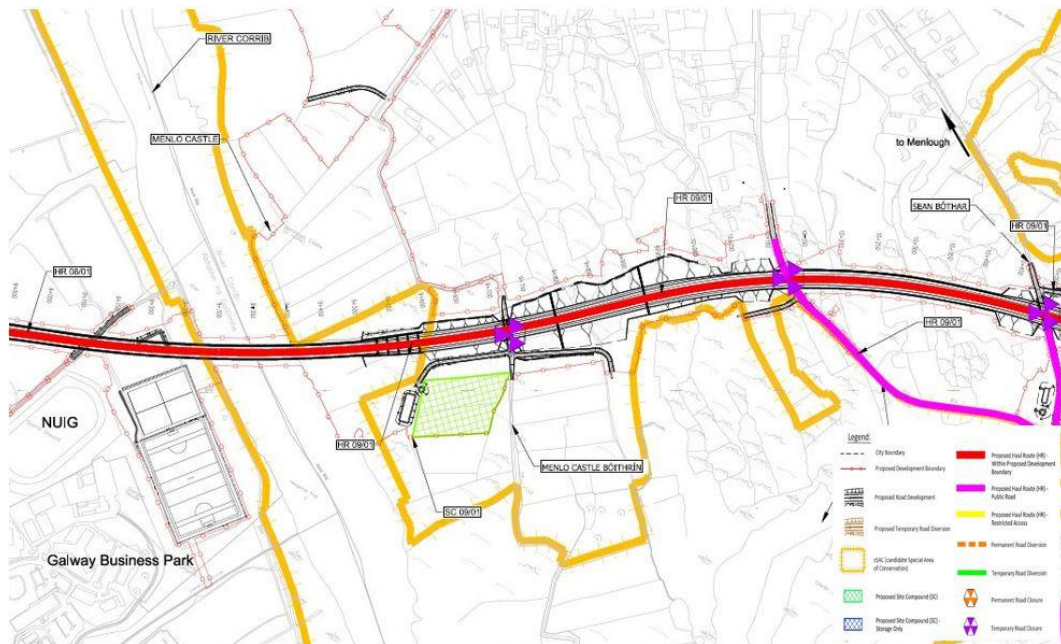 RIVER CORRIB
MENLO CASTLE
to Menlough
SEAN BÓTHAR
HR 09/01
HR 09/01
HR 08/01
HR 09/01
NUIG
HR 09/01
MENLO CASTLE BÓITHRÍN
SC 09/01
Galway Business Park
Legend:
City Boundary
Proposed Development Boundary
Proposed Road Development
Proposed Temporary Road Diversion
cSAC (candidate Special Area
of Conservation)
Proposed Site Compound (SC)
Proposed Site Compound (SC) -
Storage Only
Proposed Haul Route (HR) -
Within Proposed Development
Boundary
Proposed Haul Route (HR) -
Public Road
Proposed Haul Route (HR) -
Restricted Access
Permanent Road Diversion
Temporary Road Diversion
Permanent Road Closure
Temporary Road Closure